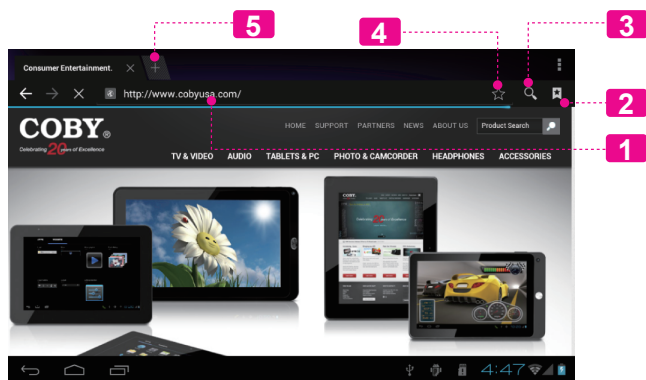 5
4
3
Consumer Entertainment.
http://www.cobyusa.com/
2
COBY®
HOME SUPPORT PARTNERS NEWS ABOUT US Product Search
Celebrating 20 years of Excellence
1
TV & VIDEO AUDIO TABLETS & PC PHOTO & CAMCORDER HEADPHONES ACCESSORIES
COBY
4:47